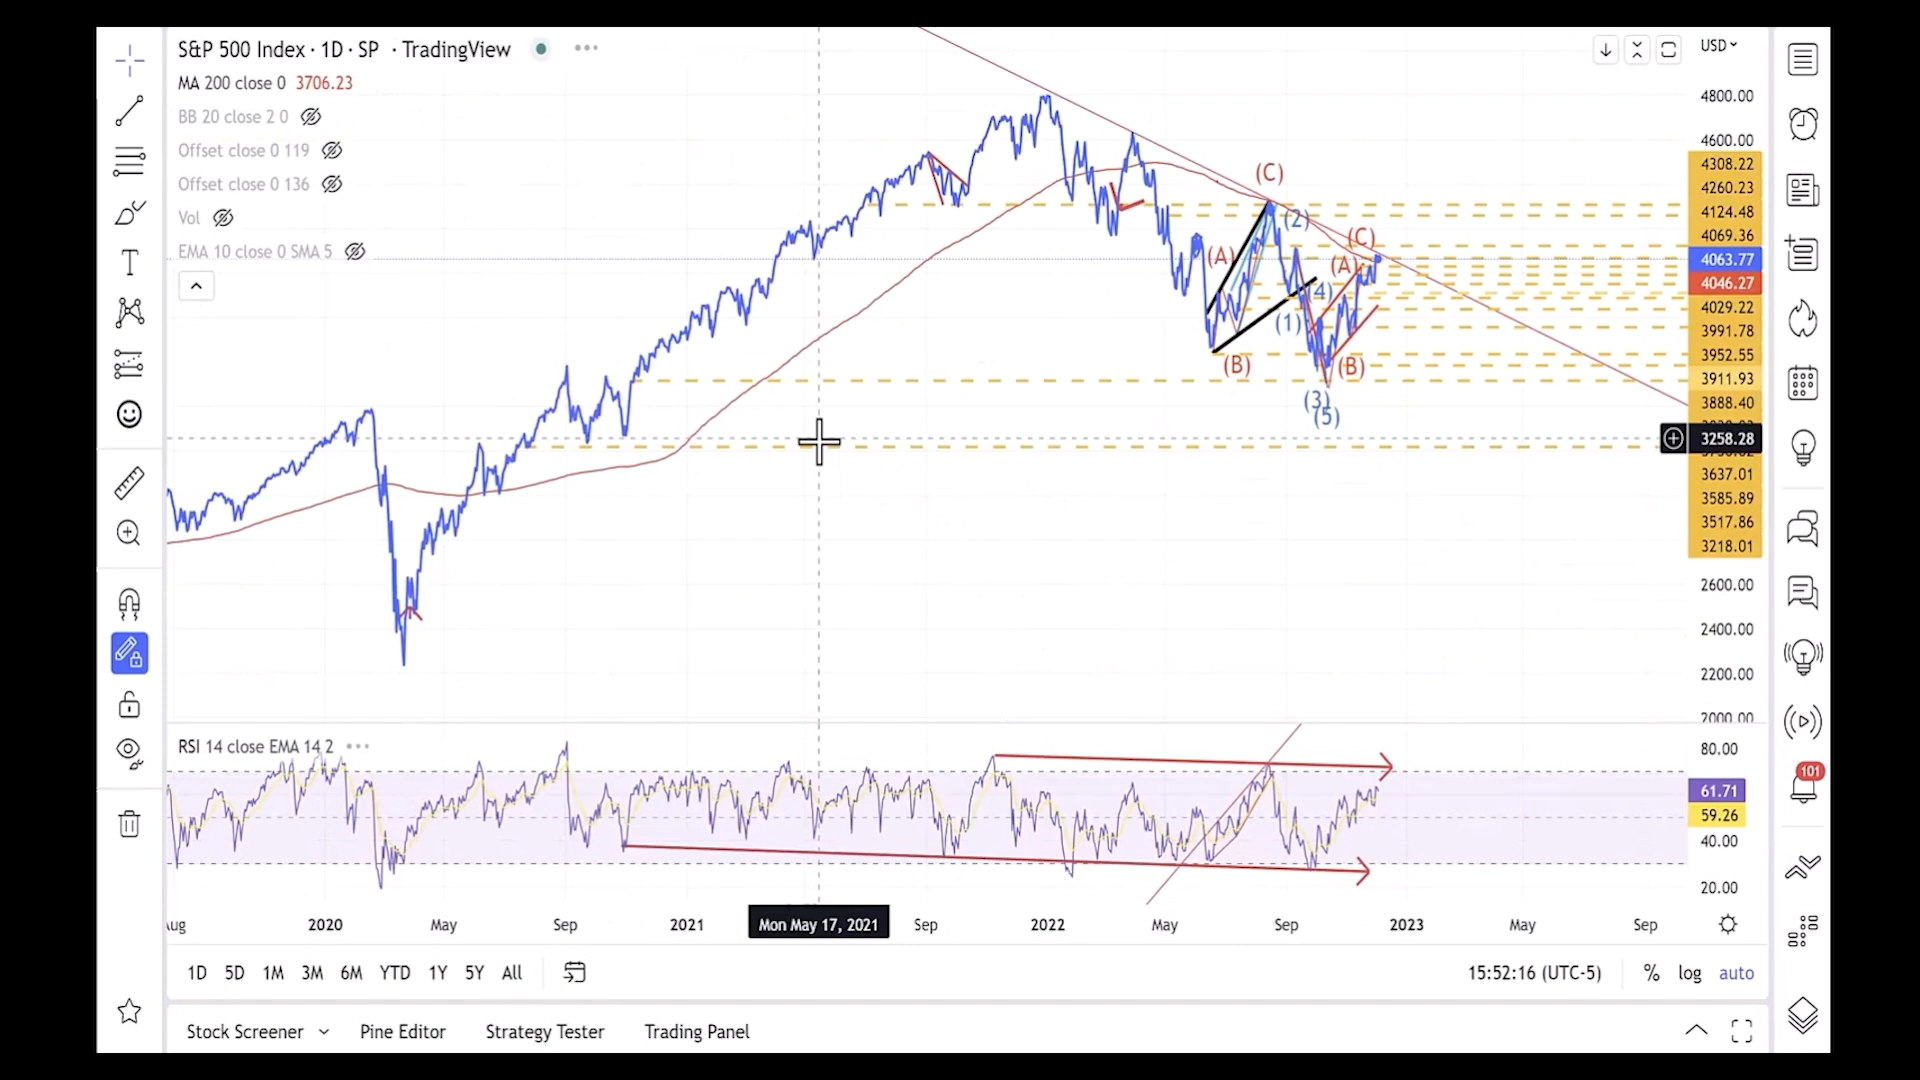 S&P 500 Index · 1D · SP · TradingView
USD
MA 200 close 0 3706.23
BB 20 close 2 0
Offset close 0 119
Offset close 0 136
Vol
EMA 10 close 0 SMA 5
4800.00
4600.00
4308.22
4260.23
4124.48
4069.36
4063.77
4046.27
4029.22
3991.78
3952.55
3911.93
3888.40
3258.28
3637.01
3585.89
3517.86
3218.01
2600.00
2400.00
2200.00
2000.00
(C)
(2)
(C)
(A)
(A)
(4)
(1)
(B)
(B)
(3)
(5)
RSI 14 close EMA 14 2
80.00
61.71
59.26
40.00
20.00
101
Aug 2020 May Sep 2021 Mon May 17, 2021 Sep 2022 May Sep 2023 May Sep
1D 5D 1M 3M 6M YTD 1Y 5Y All 15:52:16 (UTC-5) % log auto
Stock Screener Pine Editor Strategy Tester Trading Panel